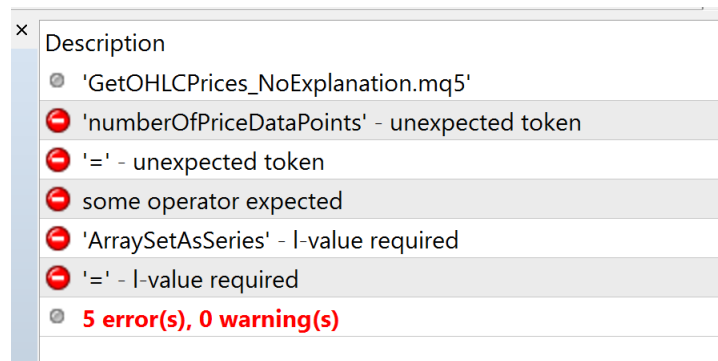 Description
'GetOHLCPrices_NoExplanation.mq5'
'numberOfPriceDataPoints' - unexpected token
'=' - unexpected token
some operator expected
'ArraySetAsSeries' - l-value required
'=' - l-value required
5 error(s), 0 warning(s)